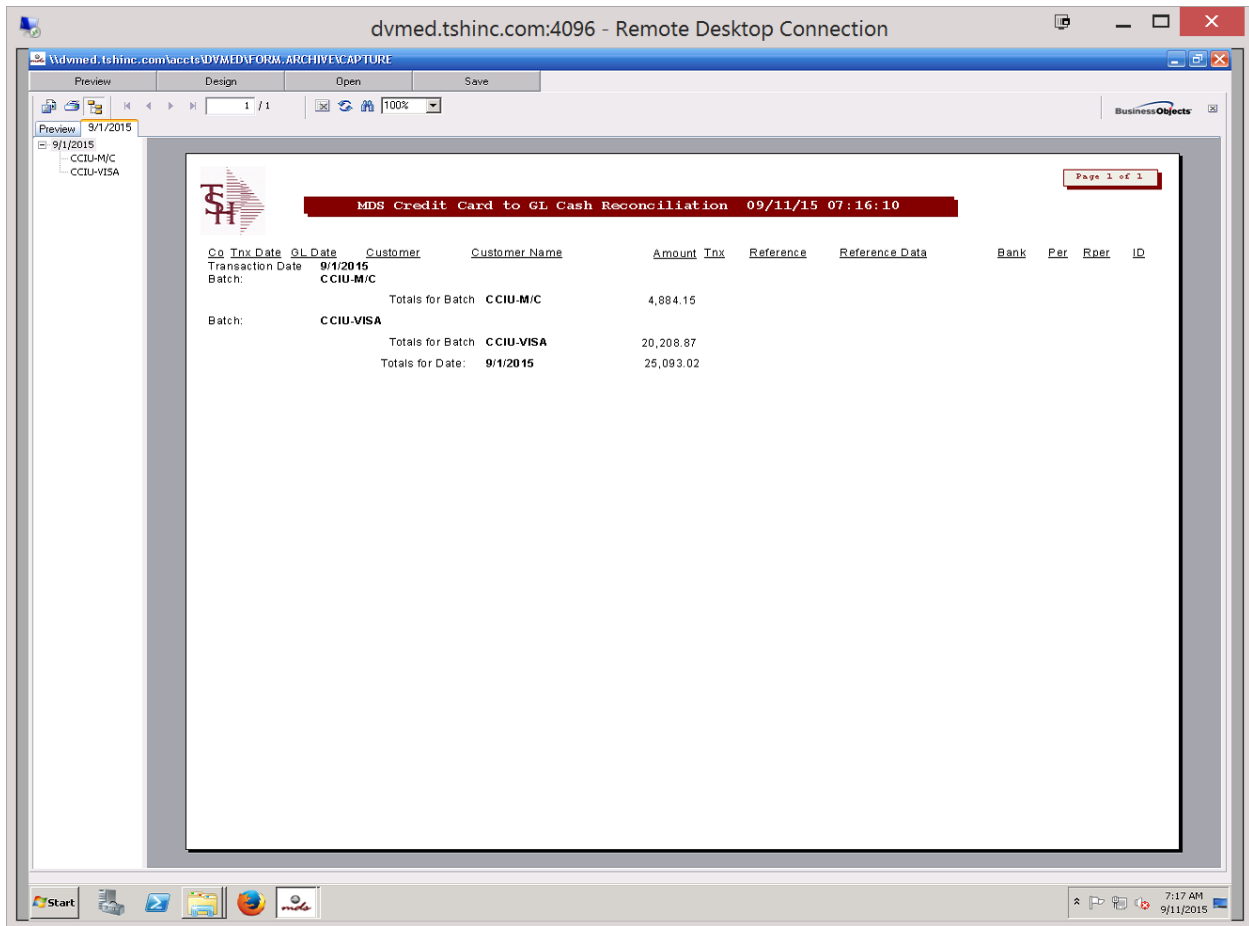 dvmed.tshinc.com:4096 - Remote Desktop Connection
\\dvmed.tshinc.com\accts\DVMED\FORM.ARCHIVE\CAPTURE
Preview Design Open Save
1 / 1 100% BusinessObjects
Preview 9/1/2015
9/1/2015
CCIU-M/C
CCIU-VISA
Page 1 of 1
TSH
MDS Credit Card to GL Cash Reconciliation 09/11/15 07:16:10
Co Tnx Date GL Date Customer Customer Name Amount Tnx Reference Reference Data Bank Per Rper ID
Transaction Date 9/1/2015
Batch: CCIU-M/C
Totals for Batch CCIU-M/C 4,884.15
Batch: CCIU-VISA
Totals for Batch CCIU-VISA 20,208.87
Totals for Date: 9/1/2015 25,093.02
Start mds 7:17 AM
9/11/2015